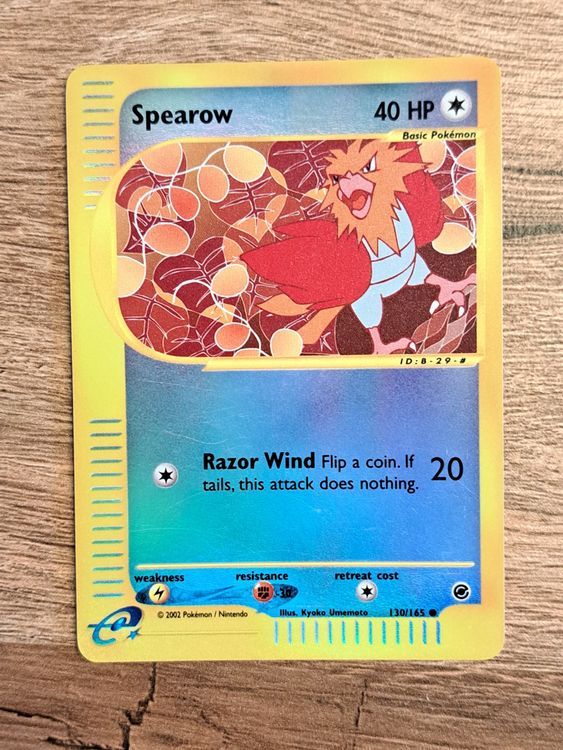 Spearow 40 HP
Basic Pokémon
ID:B-29-#
Razor Wind Flip a coin. If
tails, this attack does nothing. 20
weakness resistance retreat cost
-30
© 2002 Pokémon / Nintendo Illus. Kyoko Umemoto 130/165
e